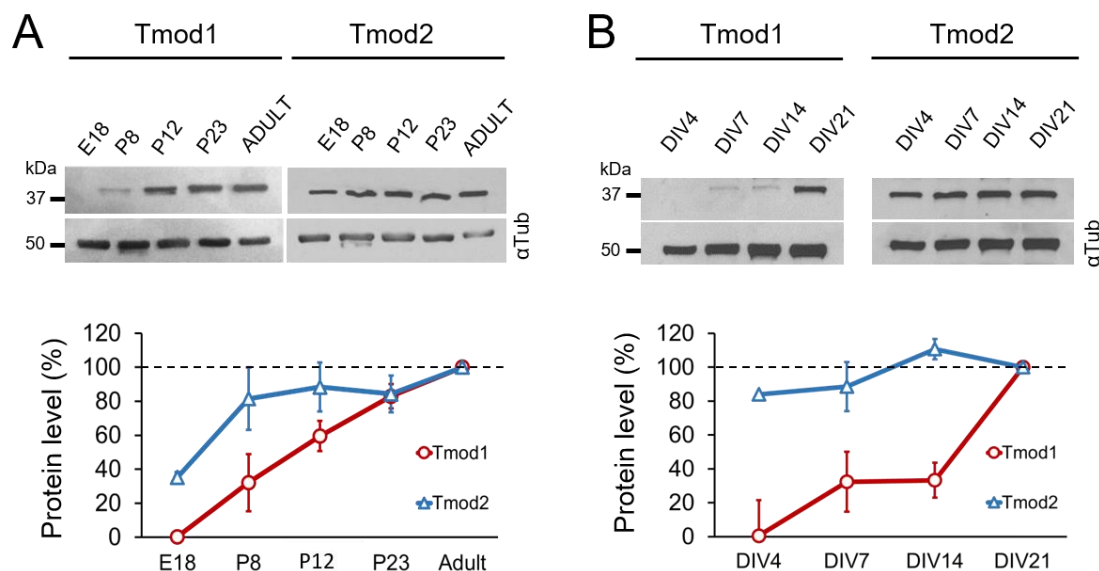 A
Tmod1
Tmod2
E18 P8 P12 P23 ADULT
E18 P8 P12 P23 ADULT
kDa
37
50
αTub
Protein level (%)
120
100
80
60
40
20
0
Tmod1
Tmod2
E18 P8 P12 P23 Adult
B
Tmod1
Tmod2
DIV4 DIV7 DIV14 DIV21
DIV4 DIV7 DIV14 DIV21
kDa
37
50
αTub
Protein level (%)
120
100
80
60
40
20
0
Tmod1
Tmod2
DIV4 DIV7 DIV14 DIV21